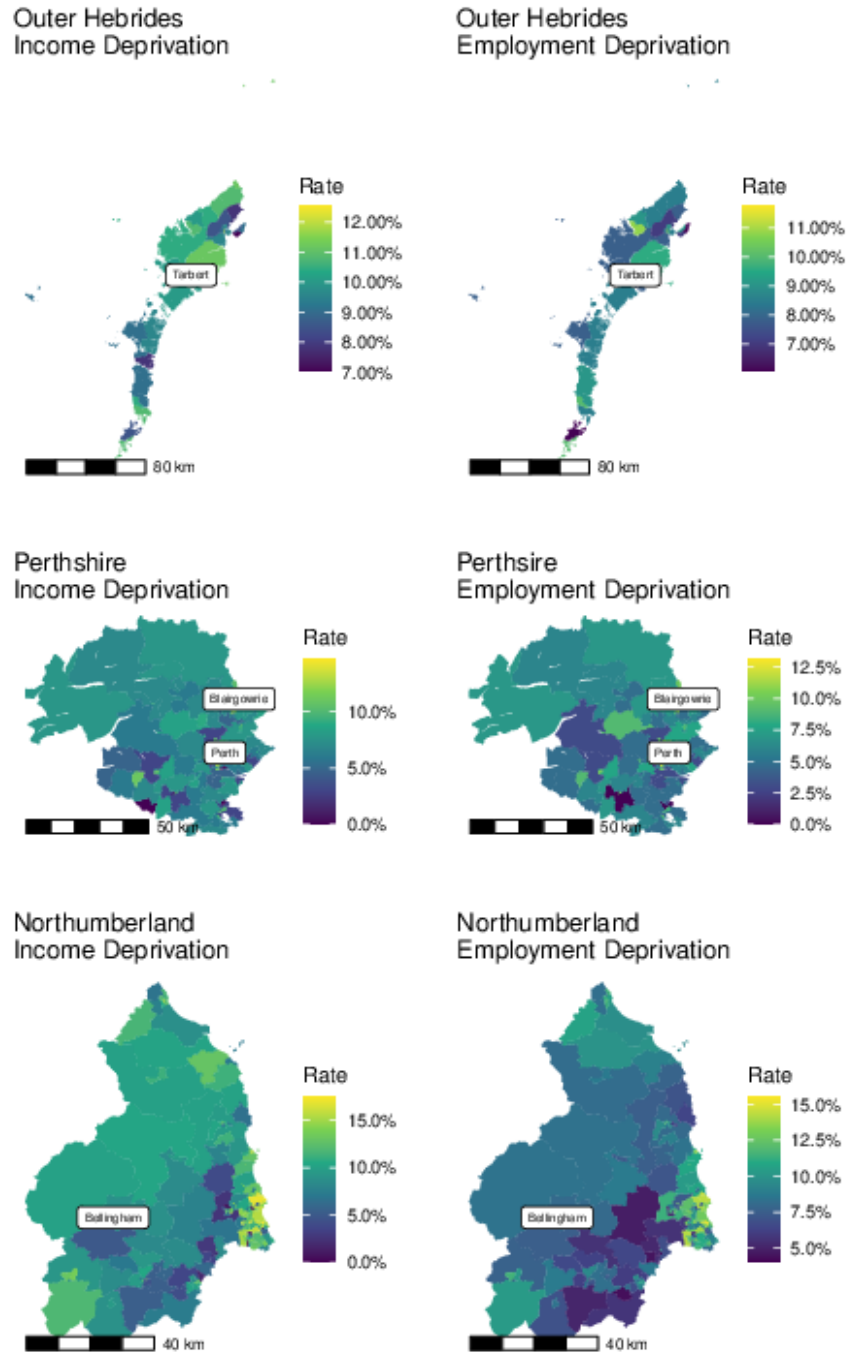 Outer Hebrides
Income Deprivation
Rate
12.00%
11.00%
10.00%
9.00%
8.00%
7.00%
Tarbert
80 km
Outer Hebrides
Employment Deprivation
Rate
11.00%
10.00%
9.00%
8.00%
7.00%
Tarbert
80 km
Perthshire
Income Deprivation
Rate
10.0%
5.0%
0.0%
Blairgowrie
Perth
50 km
Perthsire
Employment Deprivation
Rate
12.5%
10.0%
7.5%
5.0%
2.5%
0.0%
Blairgowrie
Perth
50 km
Northumberland
Income Deprivation
Rate
15.0%
10.0%
5.0%
0.0%
Bellingham
40 km
Northumberland
Employment Deprivation
Rate
15.0%
12.5%
10.0%
7.5%
5.0%
Bellingham
40 km